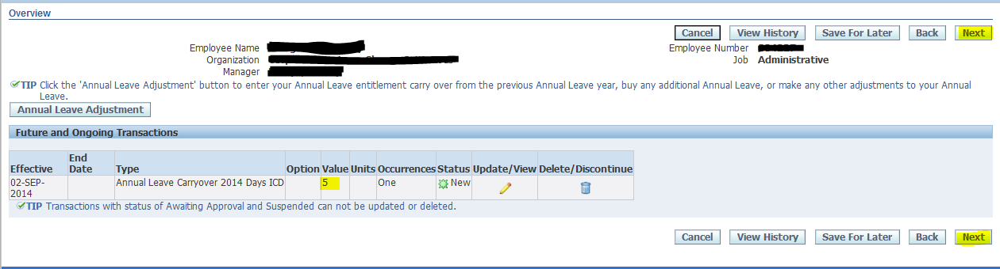 Overview
Cancel View History Save For Later Back Next
Employee Name Employee Number
Organization Job Administrative
Manager
TIP Click the 'Annual Leave Adjustment' button to enter your Annual Leave entitlement carry over from the previous Annual Leave year, buy any additional Annual Leave, or make any other adjustments to your Annual
Leave.
Annual Leave Adjustment
Future and Ongoing Transactions
Effective End Date Type Option Value Units Occurrences Status Update/View Delete/Discontinue
02-SEP-2014 Annual Leave Carryover 2014 Days ICD 5 One New
TIP Transactions with status of Awaiting Approval and Suspended can not be updated or deleted.
Cancel View History Save For Later Back Next